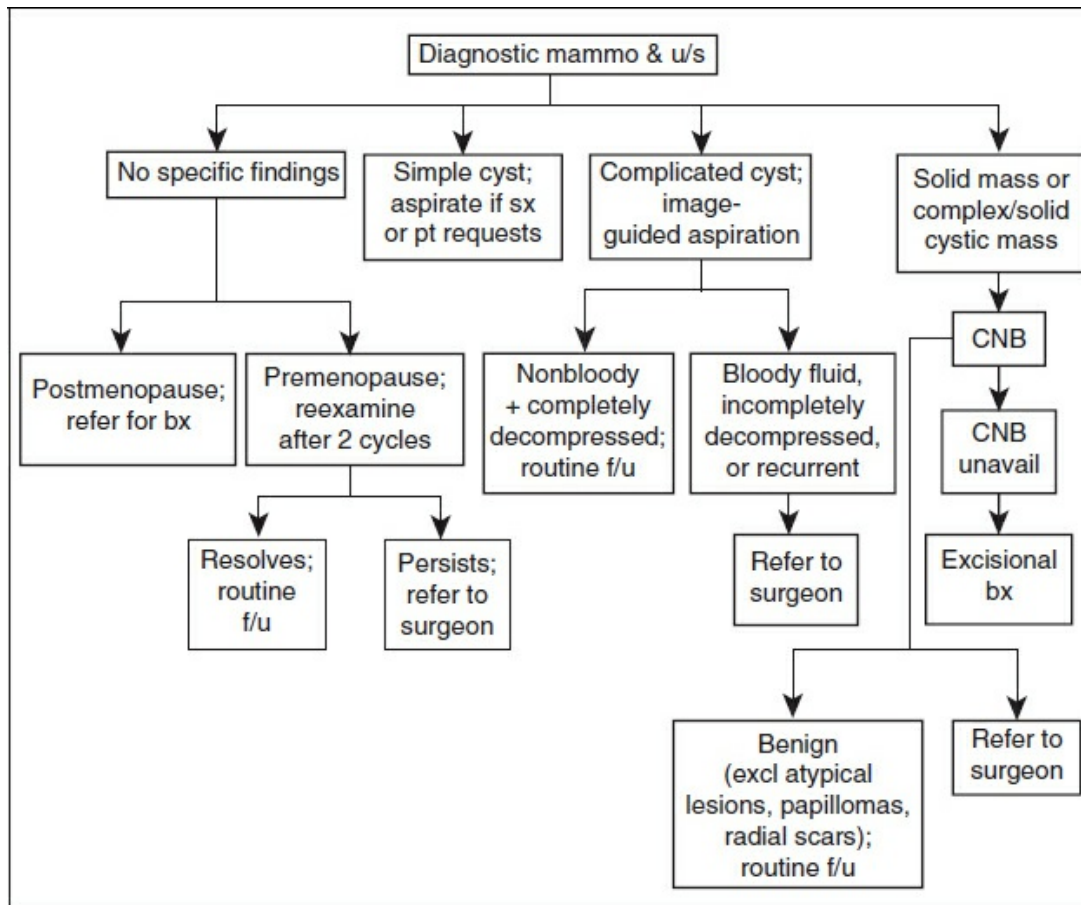 Diagnostic mammo & u/s
No specific findings
Simple cyst;
aspirate if sx
or pt requests
Complicated cyst;
image-
guided aspiration
Solid mass or
complex/solid
cystic mass
Postmenopause;
refer for bx
Premenopause;
reexamine
after 2 cycles
Nonbloody
+ completely
decompressed;
routine f/u
Bloody fluid,
incompletely
decompressed,
or recurrent
CNB
CNB
unavail
Resolves;
routine
f/u
Persists;
refer to
surgeon
Refer to
surgeon
Excisional
bx
Benign
(excl atypical
lesions, papillomas,
radial scars);
routine f/u
Refer to
surgeon